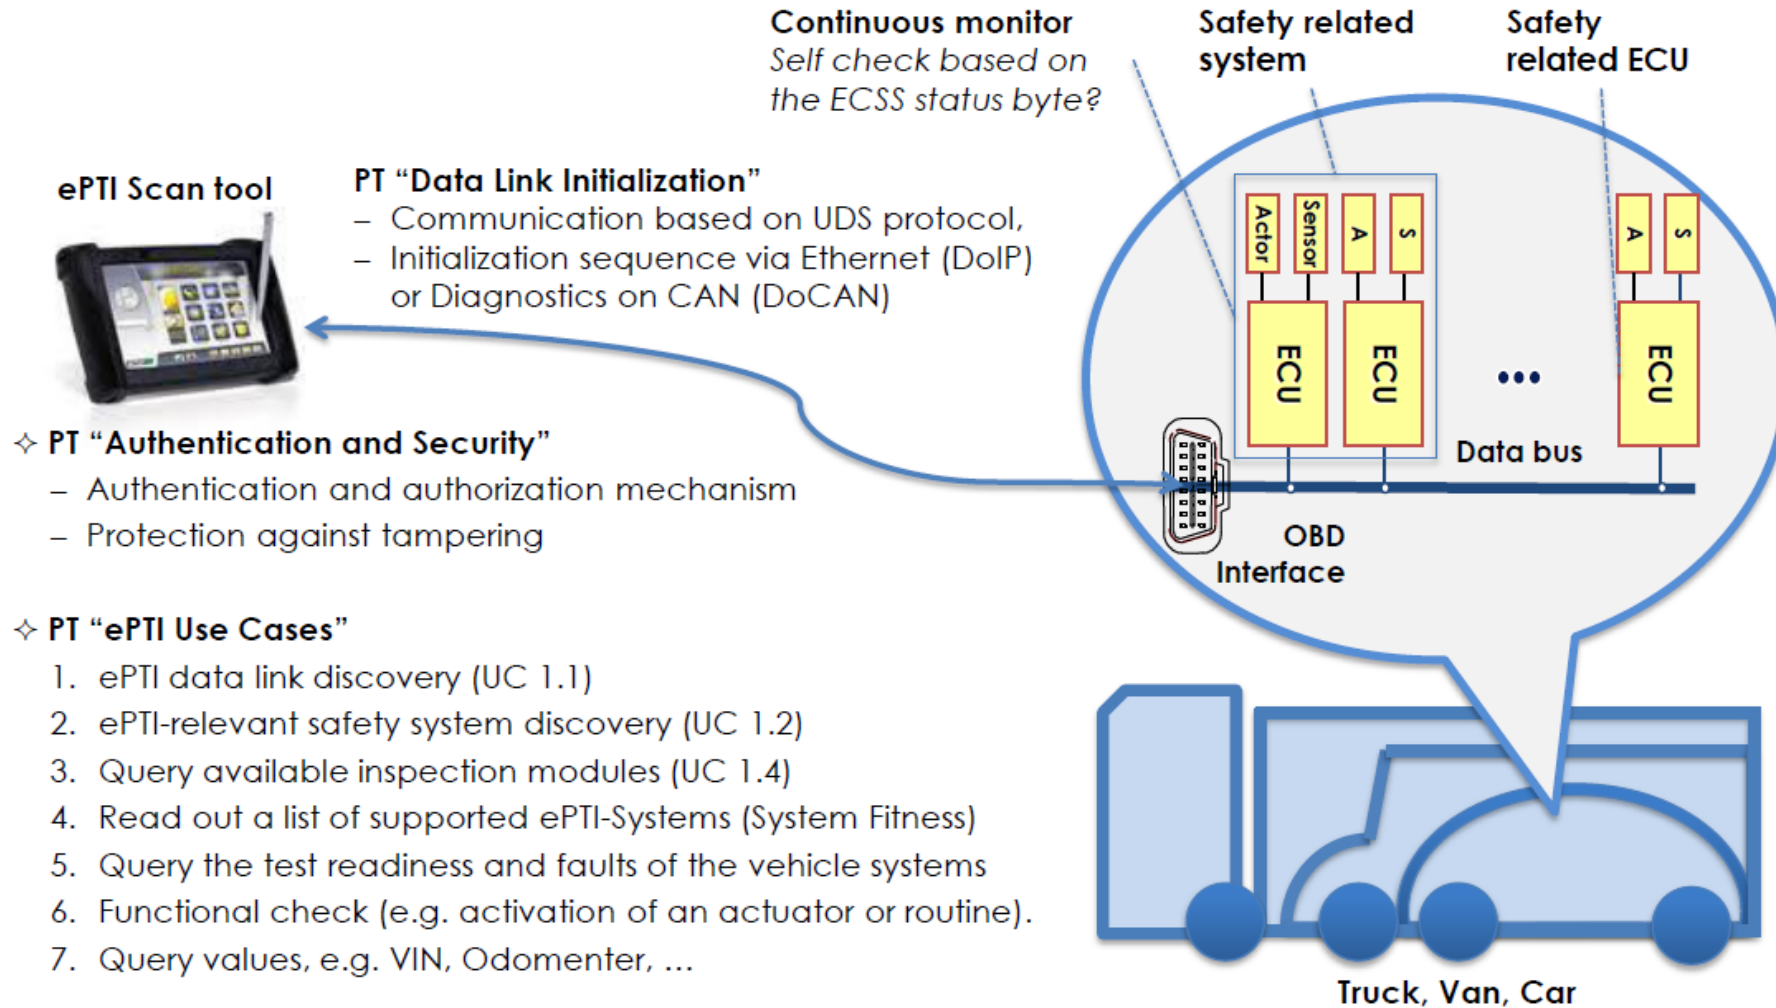 Continuous monitor
Self check based on
the ECSS status byte?
Safety related
system
Safety
related ECU
ePTI Scan tool
PT “Data Link Initialization”
– Communication based on UDS protocol,
– Initialization sequence via Ethernet (DoIP)
or Diagnostics on CAN (DoCAN)
Actor
Sensor
A
S
A
S
ECU
ECU
...
ECU
Data bus
OBD
Interface
✧ PT “Authentication and Security”
– Authentication and authorization mechanism
– Protection against tampering
✧ PT “ePTI Use Cases”
1. ePTI data link discovery (UC 1.1)
2. ePTI-relevant safety system discovery (UC 1.2)
3. Query available inspection modules (UC 1.4)
4. Read out a list of supported ePTI-Systems (System Fitness)
5. Query the test readiness and faults of the vehicle systems
6. Functional check (e.g. activation of an actuator or routine).
7. Query values, e.g. VIN, Odomenter, ...
Truck, Van, Car